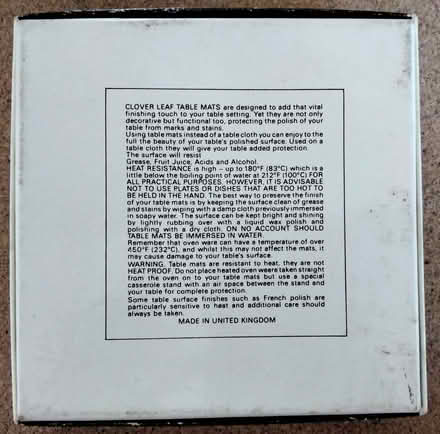 CLOVER LEAF TABLE MATS are designed to add that vital
finishing touch to your table setting. Yet they are not only
decorative but functional too, protecting the polish of your
table from marks and stains.
Using table mats instead of a table cloth you can enjoy to the
full the beauty of your table's polished surface. Used on a
table cloth they will give your table added protection.
The surface will resist
Grease, Fruit Juice, Acids and Alcohol.
HEAT RESISTANCE is high – up to 180°F (83°C) which is a
little below the boiling point of water at 212°F (100°C) FOR
ALL PRACTICAL PURPOSES. HOWEVER, IT IS ADVISABLE
NOT TO USE PLATES OR DISHES THAT ARE TOO HOT TO
BE HELD IN THE HAND. The best way to preserve the finish
of your table mats is by keeping the surface clean of grease
and stains by wiping with a damp cloth previously immersed
in soapy water. The surface can be kept bright and shining
by lightly rubbing over with a liquid wax polish and
polishing with a dry cloth. ON NO ACCOUNT SHOULD
TABLE MATS BE IMMERSED IN WATER.
Remember that oven ware can have a temperature of over
450°F (232°C), and whilst this may not affect the mats, it
may cause damage to your table's surface.
WARNING. Table mats are resistant to heat, they are not
HEAT PROOF. Do not place heated oven weers taken straight
from the oven on to your table mats but use a special
casserole stand with an air space between the stand and
your table for complete protection.
Some table surface finishes such as French polish are
particularly sensitive to heat and additional care should
always be taken.
MADE IN UNITED KINGDOM